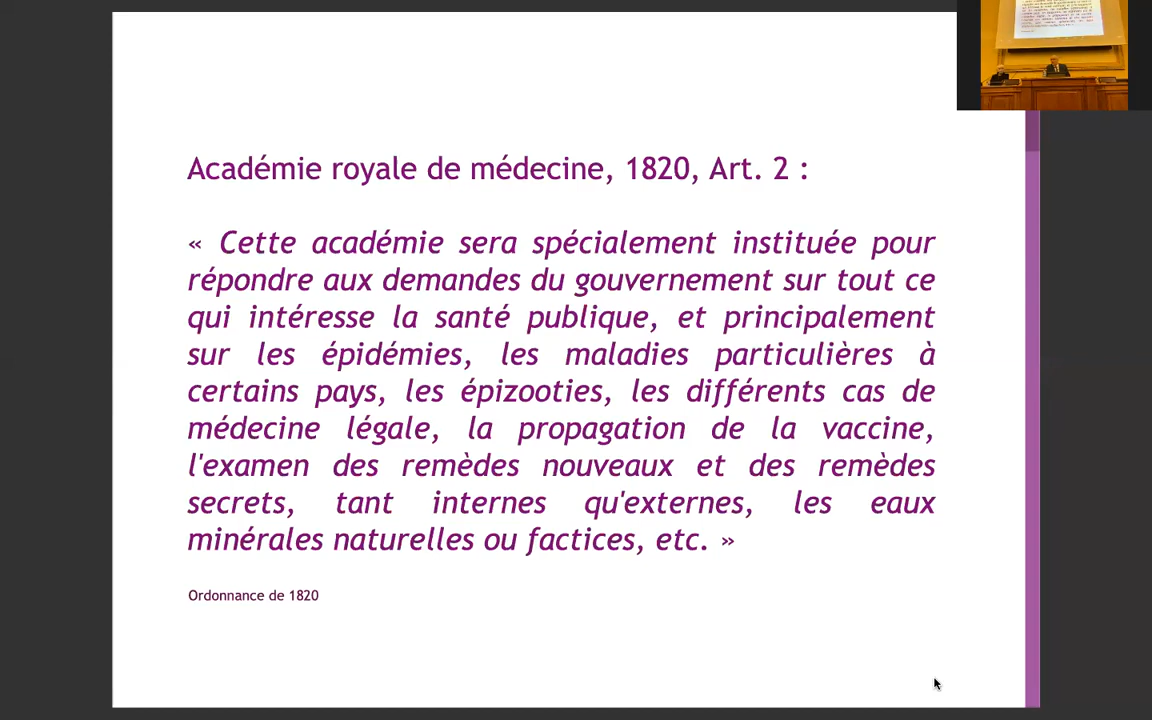 Académie royale de médecine, 1820, Art. 2 :
« Cette académie sera spécialement instituée pour
répondre aux demandes du gouvernement sur tout ce
qui intéresse la santé publique, et principalement
sur les épidémies, les maladies particulières à
certains pays, les épizooties, les différents cas de
médecine légale, la propagation de la vaccine,
l'examen des remèdes nouveaux et des remèdes
secrets, tant internes qu'externes, les eaux
minérales naturelles ou factices, etc. »
Ordonnance de 1820